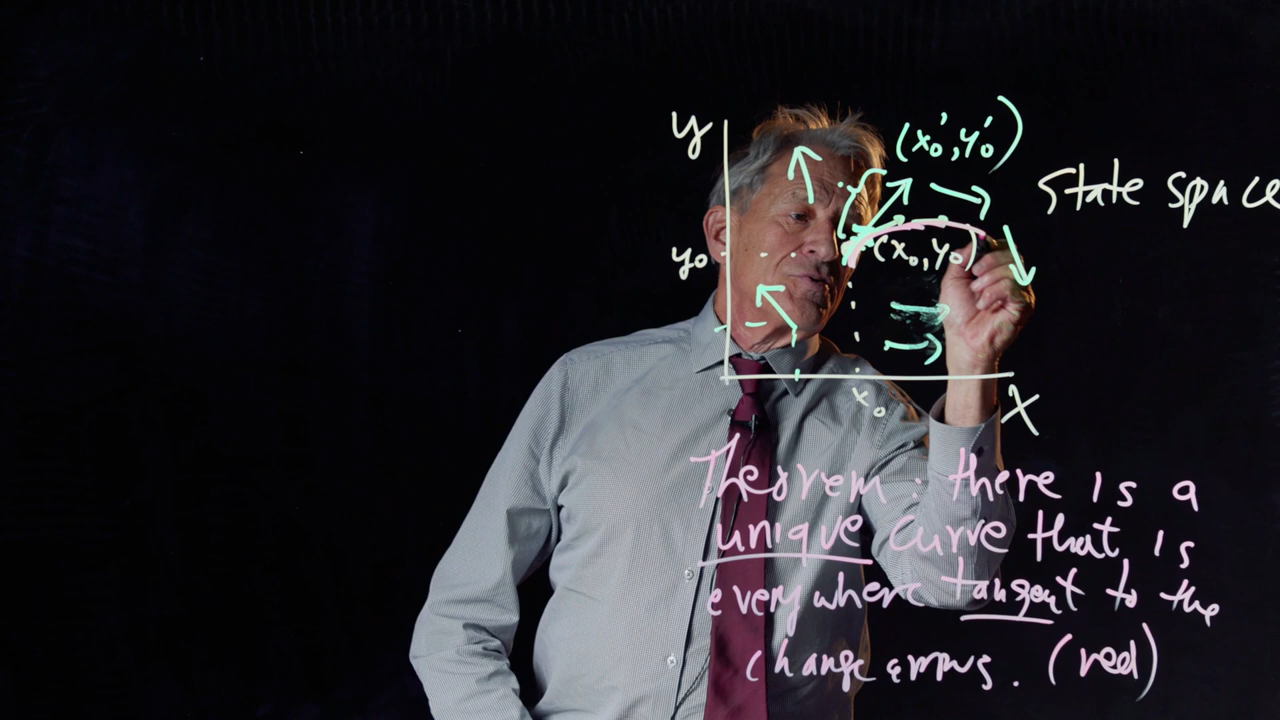 y
(x₀',y₀')
State space
y₀
(x₀,y₀)
x₀
X
Theorem: there is a
unique curve that is
everywhere tangent to the
change arrows. (red)